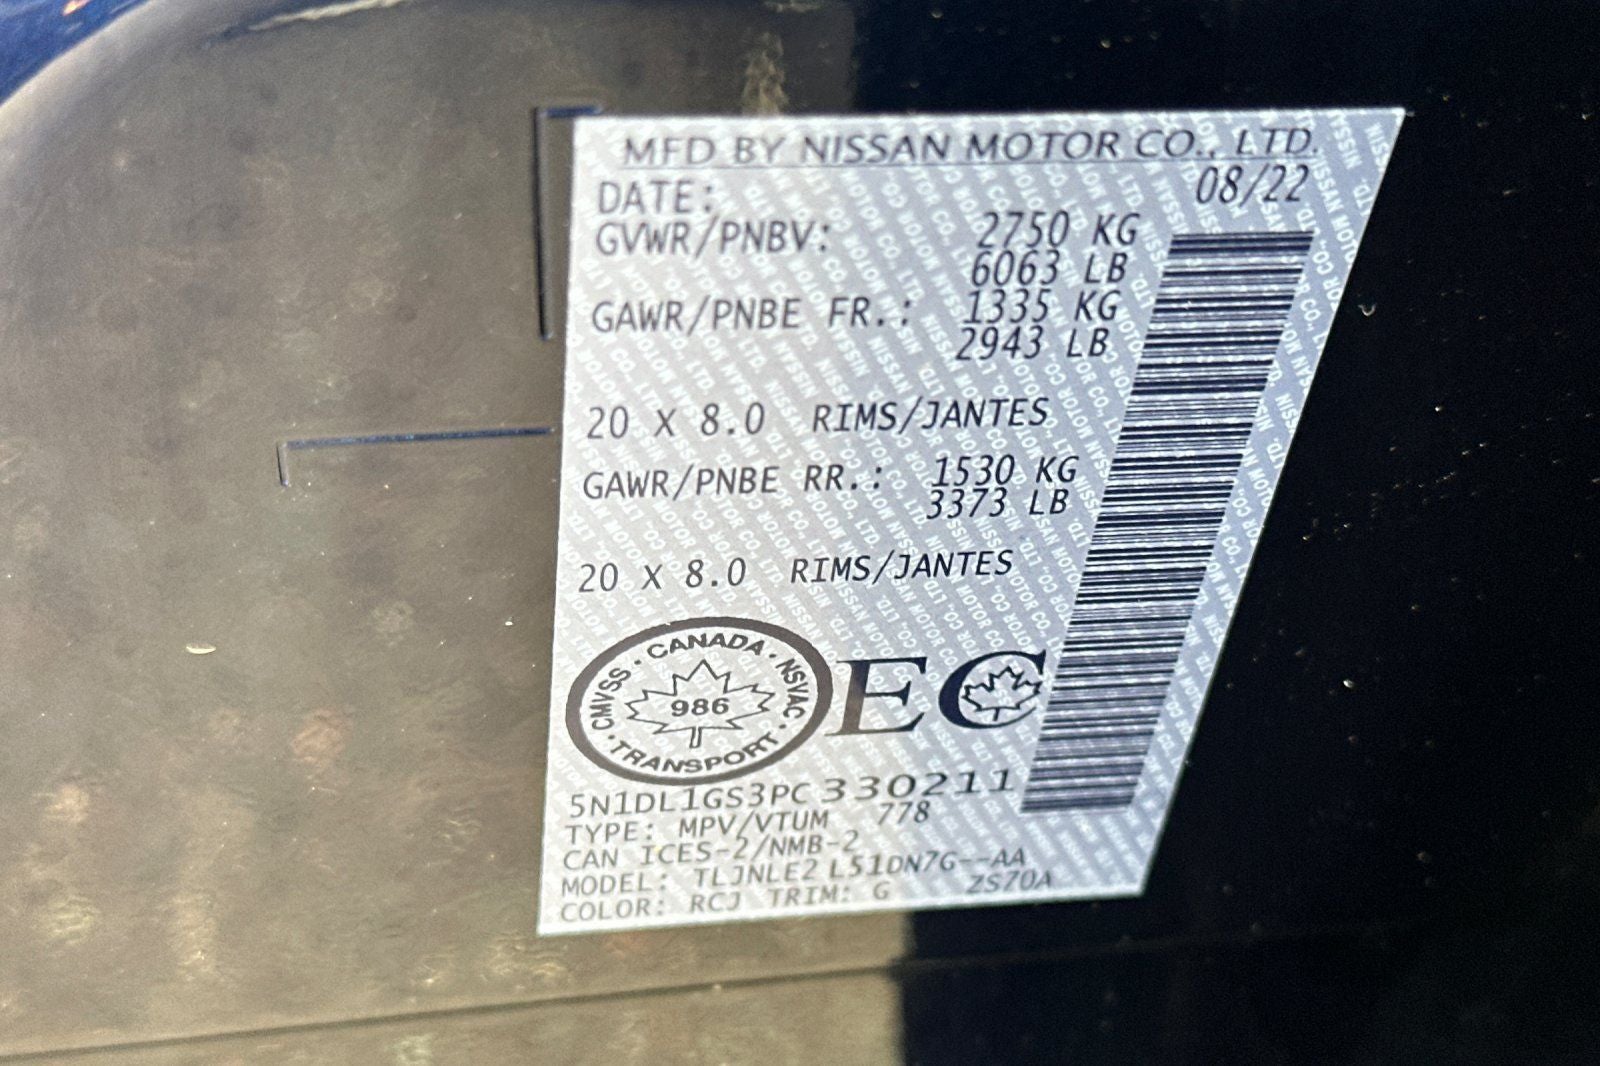 MFD BY NISSAN MOTOR CO., LTD.
DATE: 08/22
GVWR/PNBV: 2750 KG
6063 LB
GAWR/PNBE FR.: 1335 KG
2943 LB
20 X 8.0 RIMS/JANTES
GAWR/PNBE RR.: 1530 KG
3373 LB
20 X 8.0 RIMS/JANTES
CMVSS · CANADA · NSVAC · TRANSPORT ·
986
EC
5N1DL1GS3PC330211
TYPE: MPV/VTUM 778
CAN ICES-2/NMB-2
MODEL: TLJNLE2 L51DN7G--AA
COLOR: RCJ TRIM: G ZS70A